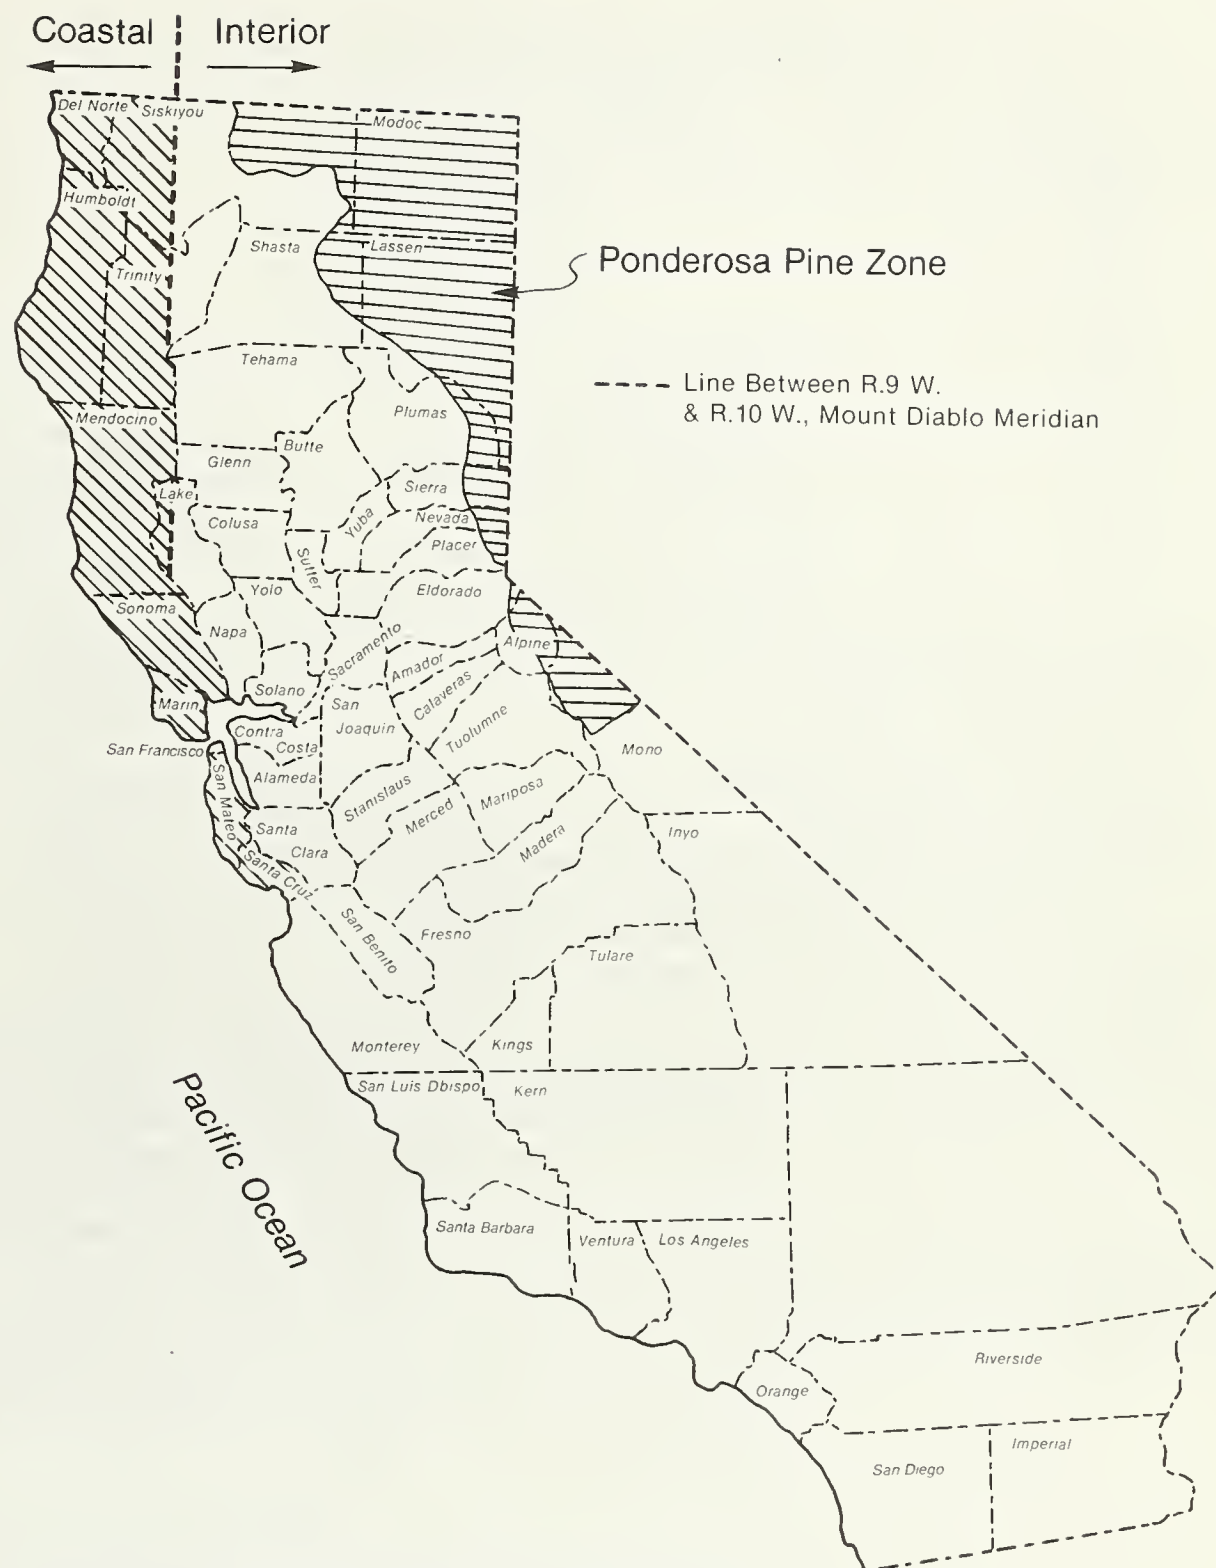 Coastal
Interior
Del Norte
Siskiyou
Modoc
Humboldt
Shasta
Lassen
Trinity
Ponderosa Pine Zone
Tehama
Line Between R.9 W.
& R.10 W., Mount Diablo Meridian
Mendocino
Plumas
Butte
Glenn
Lake
Sierra
Colusa
Yuba
Nevada
Sutter
Placer
Yolo
Eldorado
Sonoma
Napa
Sacramento
Alpine
Amador
Solano
Calaveras
Marin
San
Joaquin
Tuolumne
Contra
Costa
San Francisco
Mono
Alameda
San Mateo
Stanislaus
Mariposa
Merced
Santa
Clara
Madera
Inyo
Santa Cruz
San Benito
Fresno
Tulare
Monterey
Kings
San Luis Dbispo
Kern
Pacific Ocean
Santa Barbara
Ventura
Los Angeles
Riverside
Orange
Imperial
San Diego